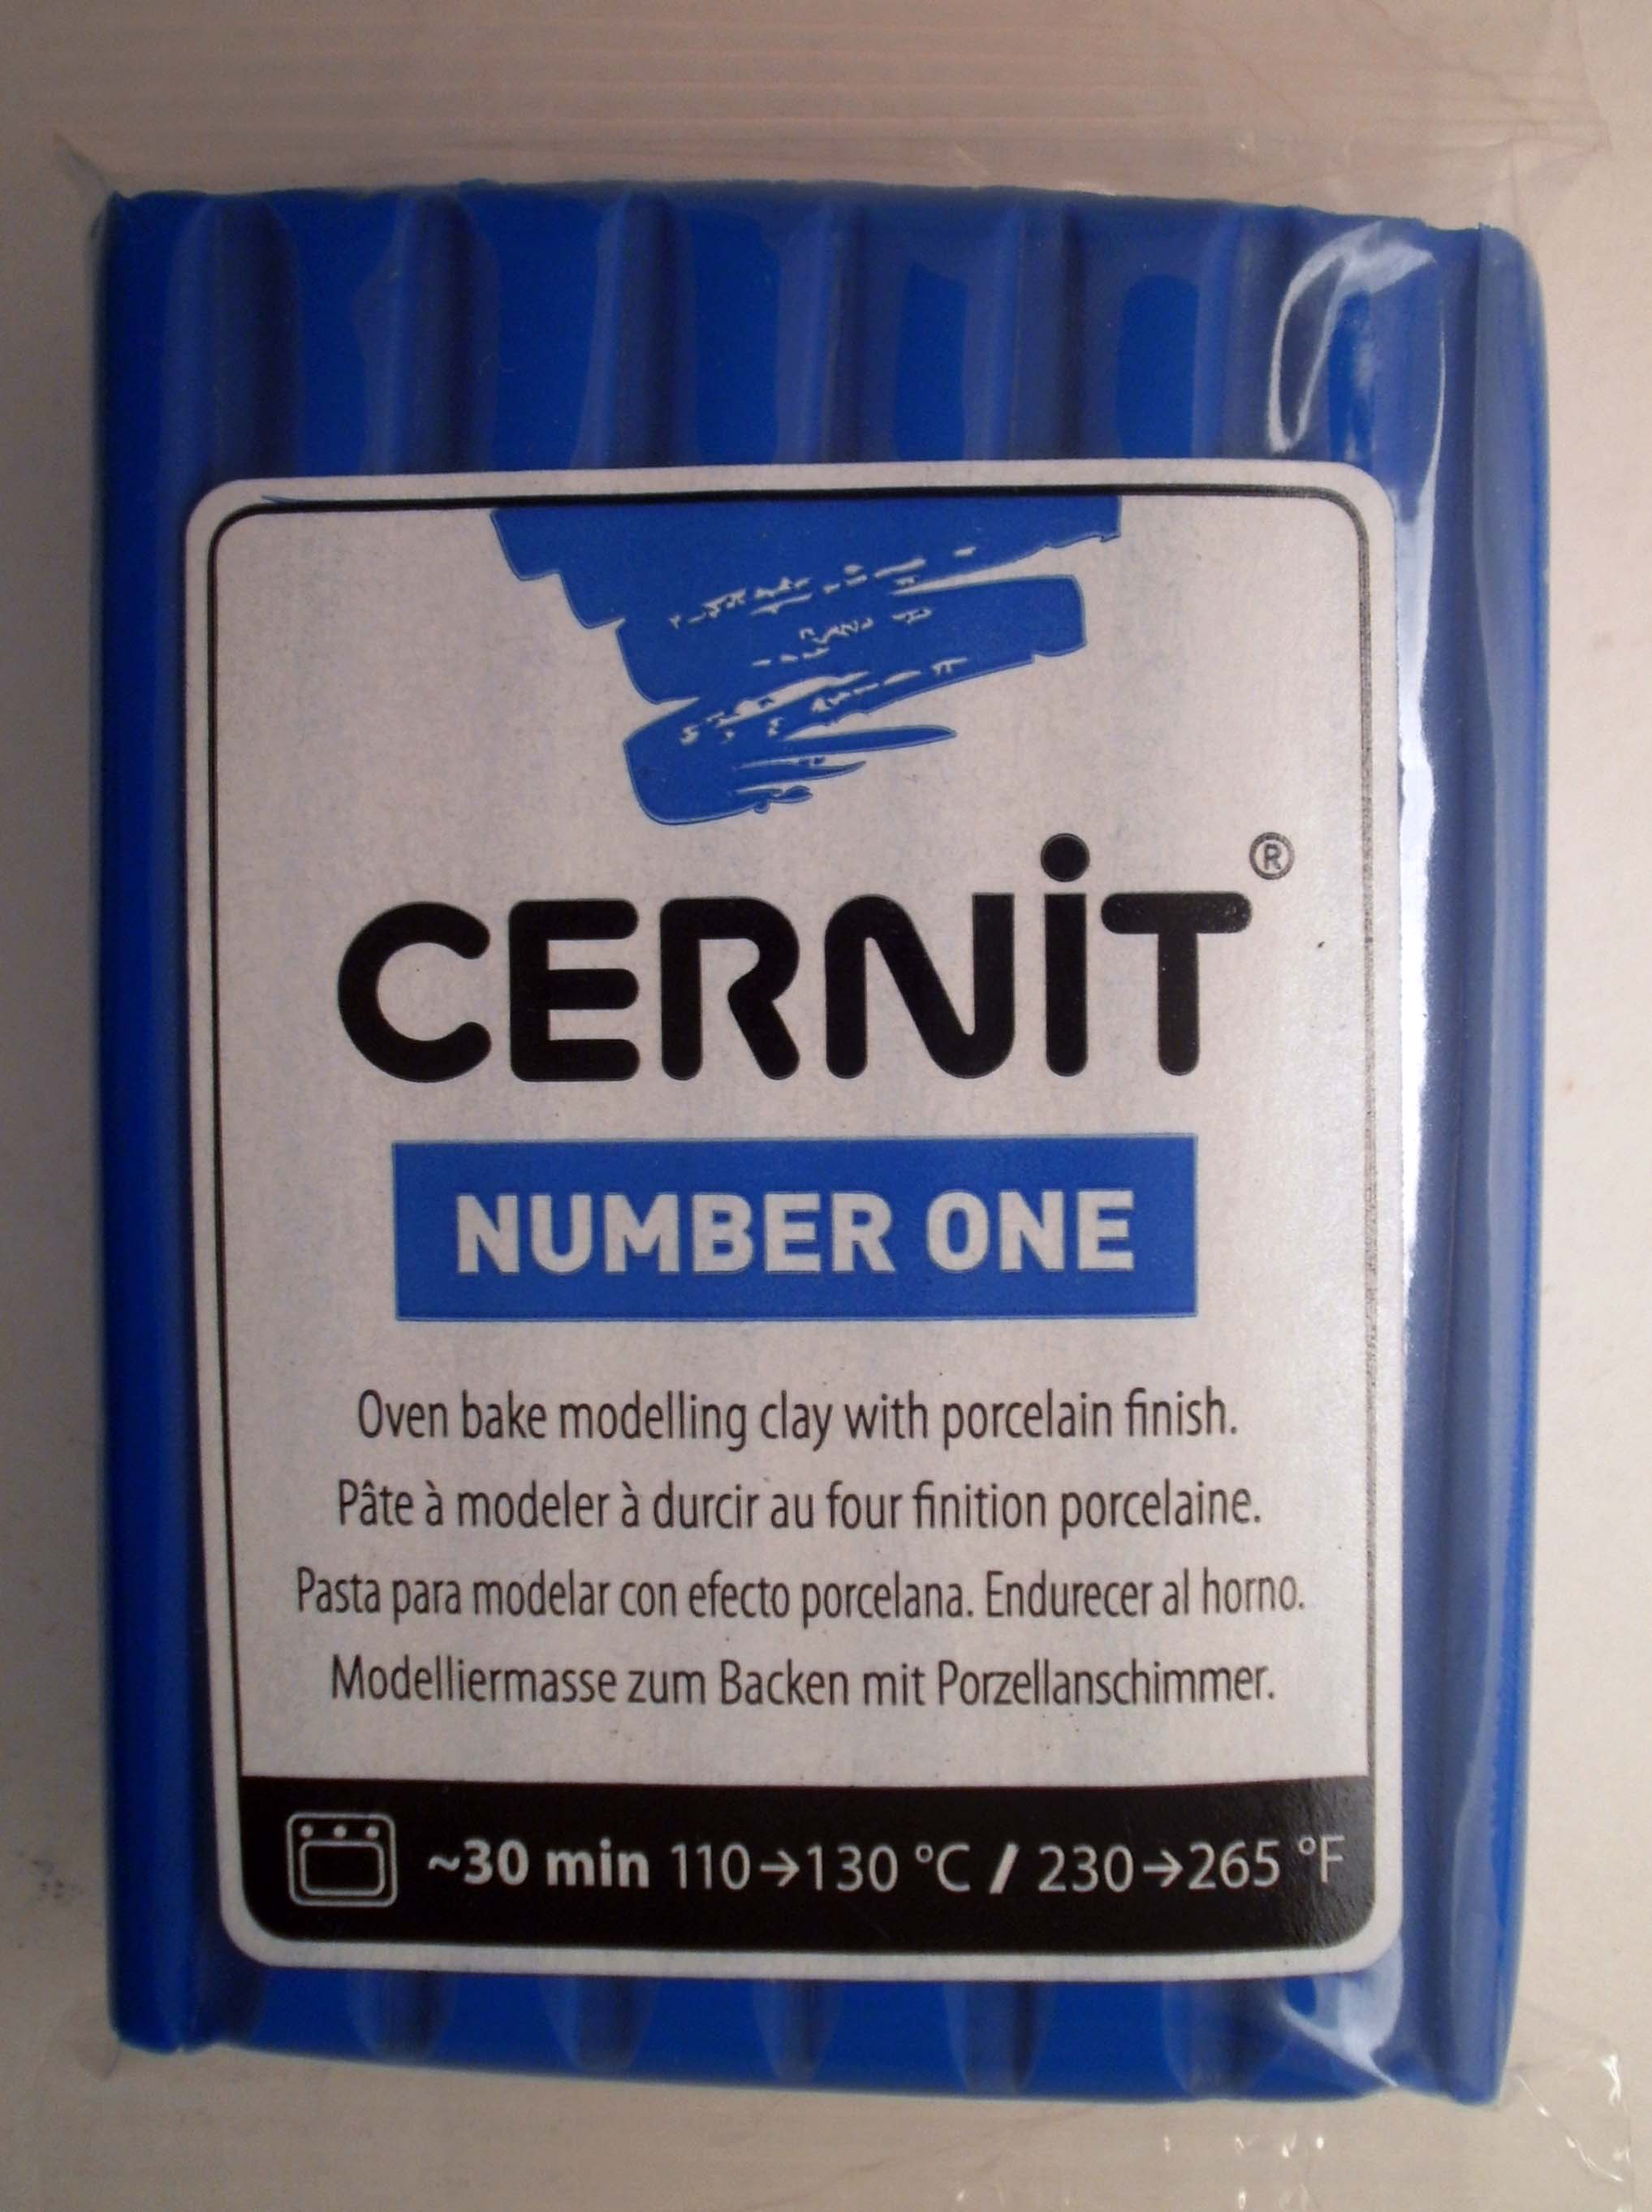 CERNiT®
NUMBER ONE
Oven bake modelling clay with porcelain finish.
Pâte à modeler à durcir au four finition porcelaine.
Pasta para modelar con efecto porcelana. Endurecer al horno.
Modelliermasse zum Backen mit Porzellanschimmer.
~30 min 110→130 °C / 230→265 °F